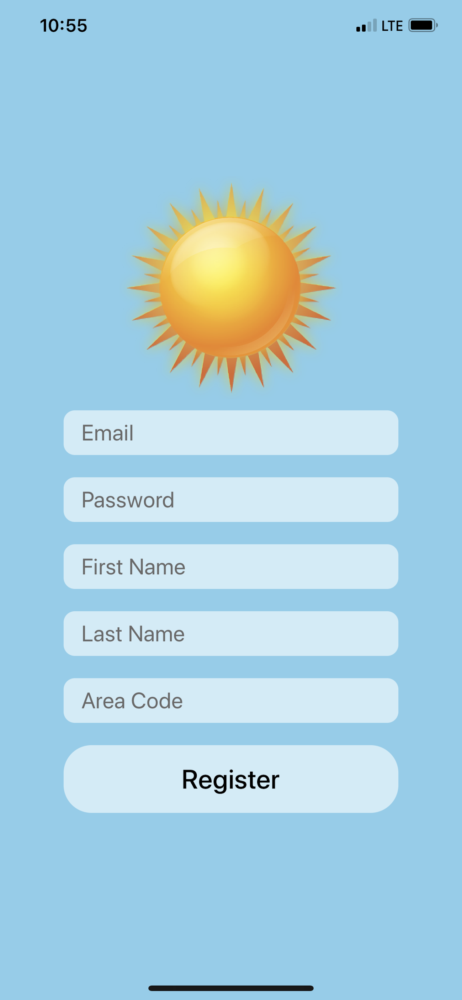 10:55 LTE
Email
Password
First Name
Last Name
Area Code
Register